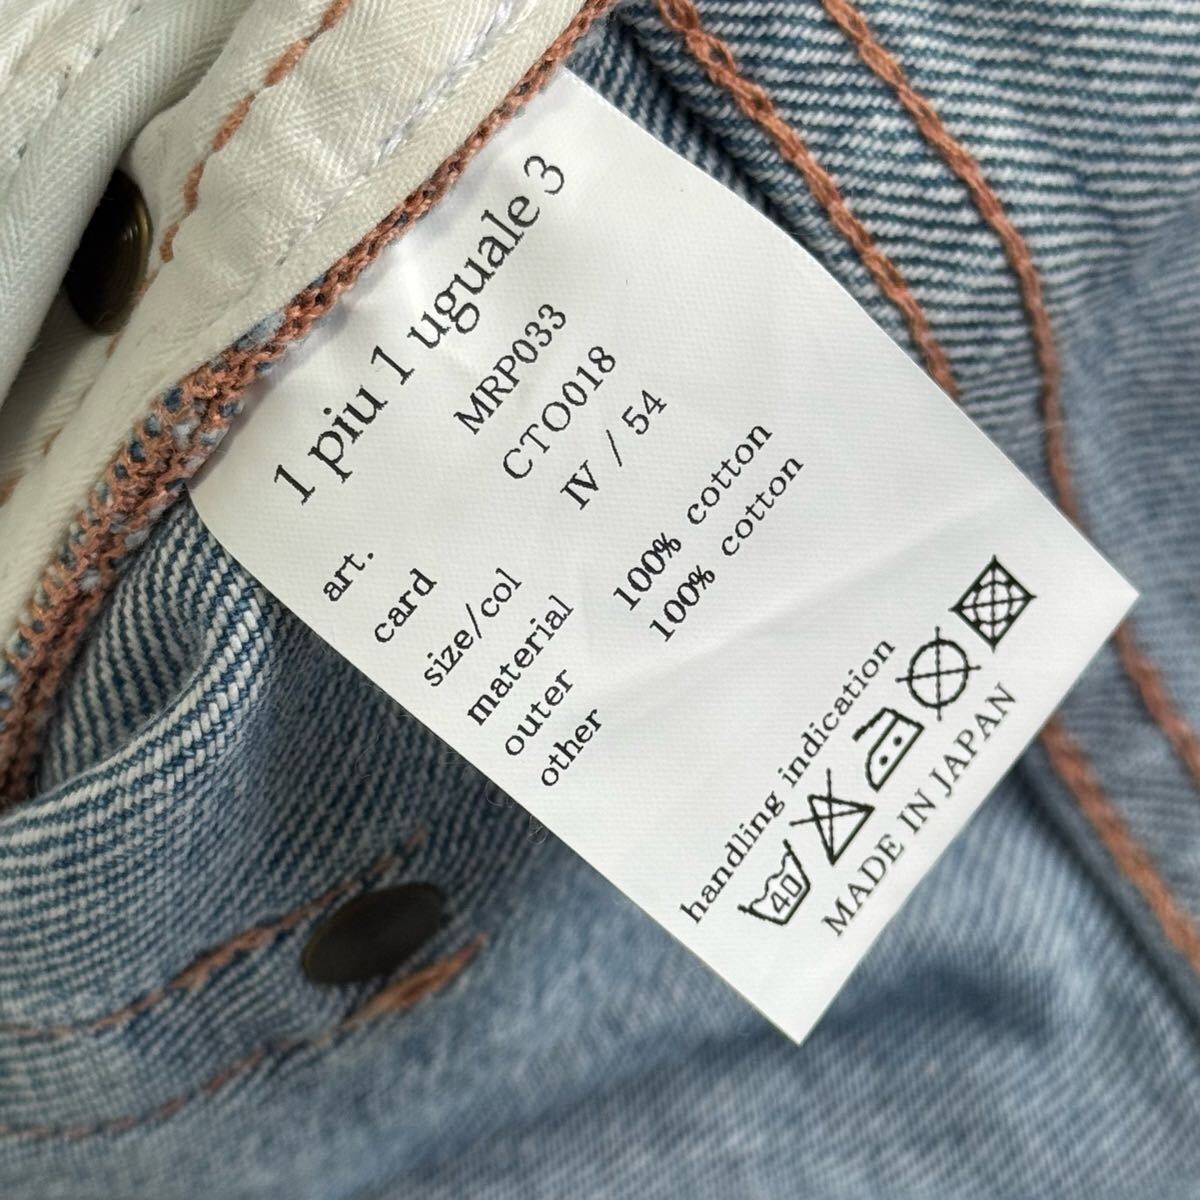 1 piu 1 uguale 3
art. MRP033
card CTO018
size/col IV / 54
material
outer 100% cotton
other 100% cotton
handling indication
40
MADE IN JAPAN